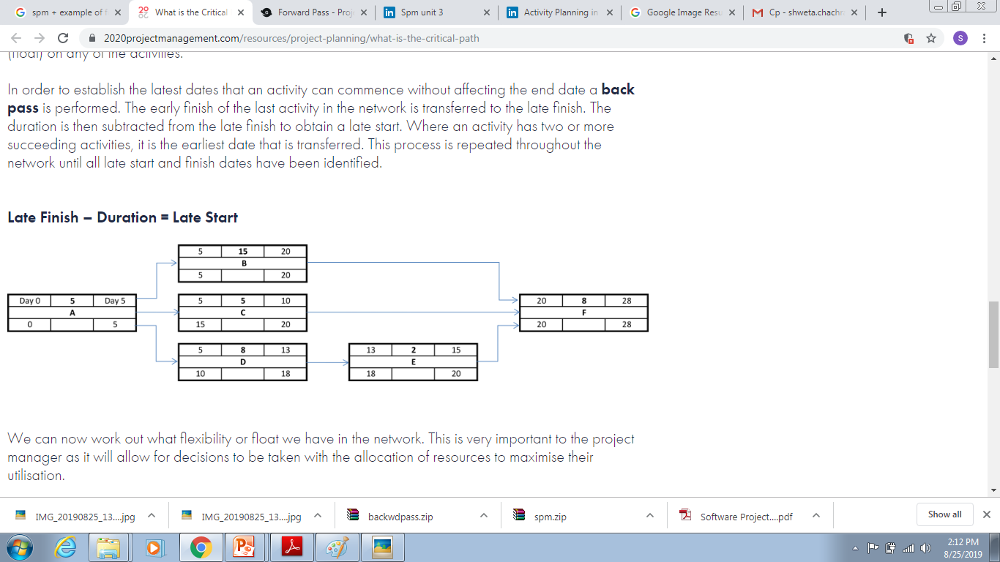 spm + example of f
What is the Critical
Forward Pass - Proj
Spm unit 3
Activity Planning in
Google Image Resu
Cp - shweta.chachr
2020projectmanagement.com/resources/project-planning/what-is-the-critical-path
S
(float) on any of the activities.
In order to establish the latest dates that an activity can commence without affecting the end date a back
pass is performed. The early finish of the last activity in the network is transferred to the late finish. The
duration is then subtracted from the late finish to obtain a late start. Where an activity has two or more
succeeding activities, it is the earliest date that is transferred. This process is repeated throughout the
network until all late start and finish dates have been identified.
Late Finish – Duration = Late Start
5 15 20
B
5 20
Day 0 5 Day 5
A
0 5
5 5 10
C
15 20
20 8 28
F
20 28
5 8 13
D
10 18
13 2 15
E
18 20
We can now work out what flexibility or float we have in the network. This is very important to the project
manager as it will allow for decisions to be taken with the allocation of resources to maximise their
utilisation.
IMG_20190825_13....jpg
IMG_20190825_13....jpg
backwdpass.zip
spm.zip
Software Project....pdf
Show all
2:12 PM
8/25/2019